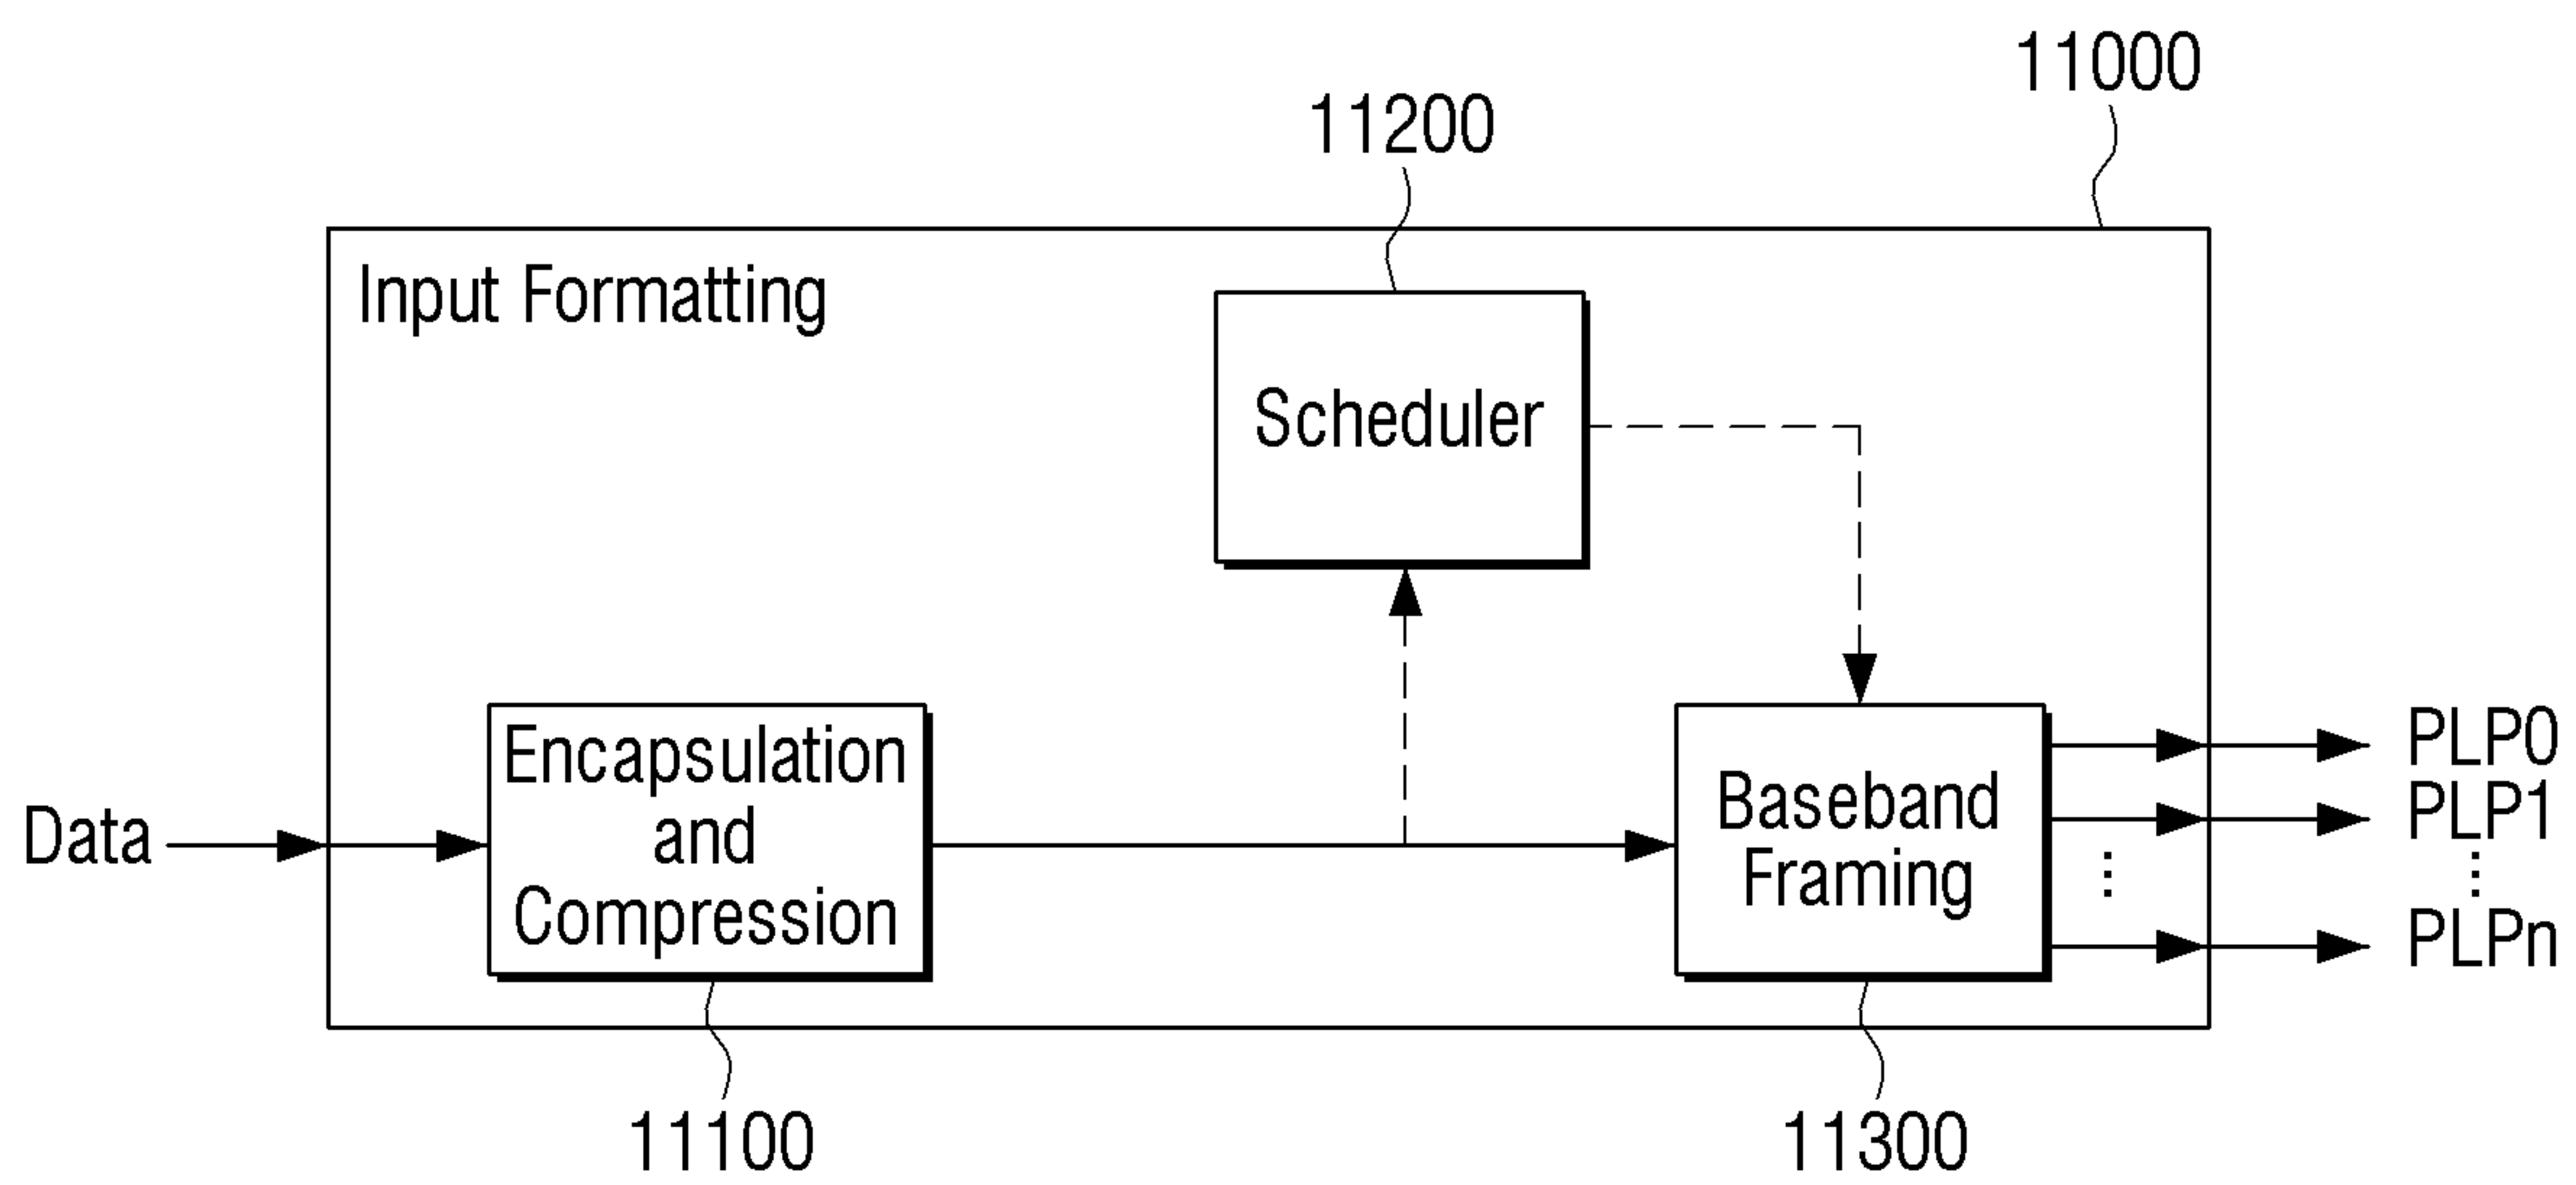 11000
11200
Input Formatting
Scheduler
Encapsulation
and
Compression
Data
Baseband
Framing
PLP0
PLP1
⋮
⋮
PLPn
11100
11300